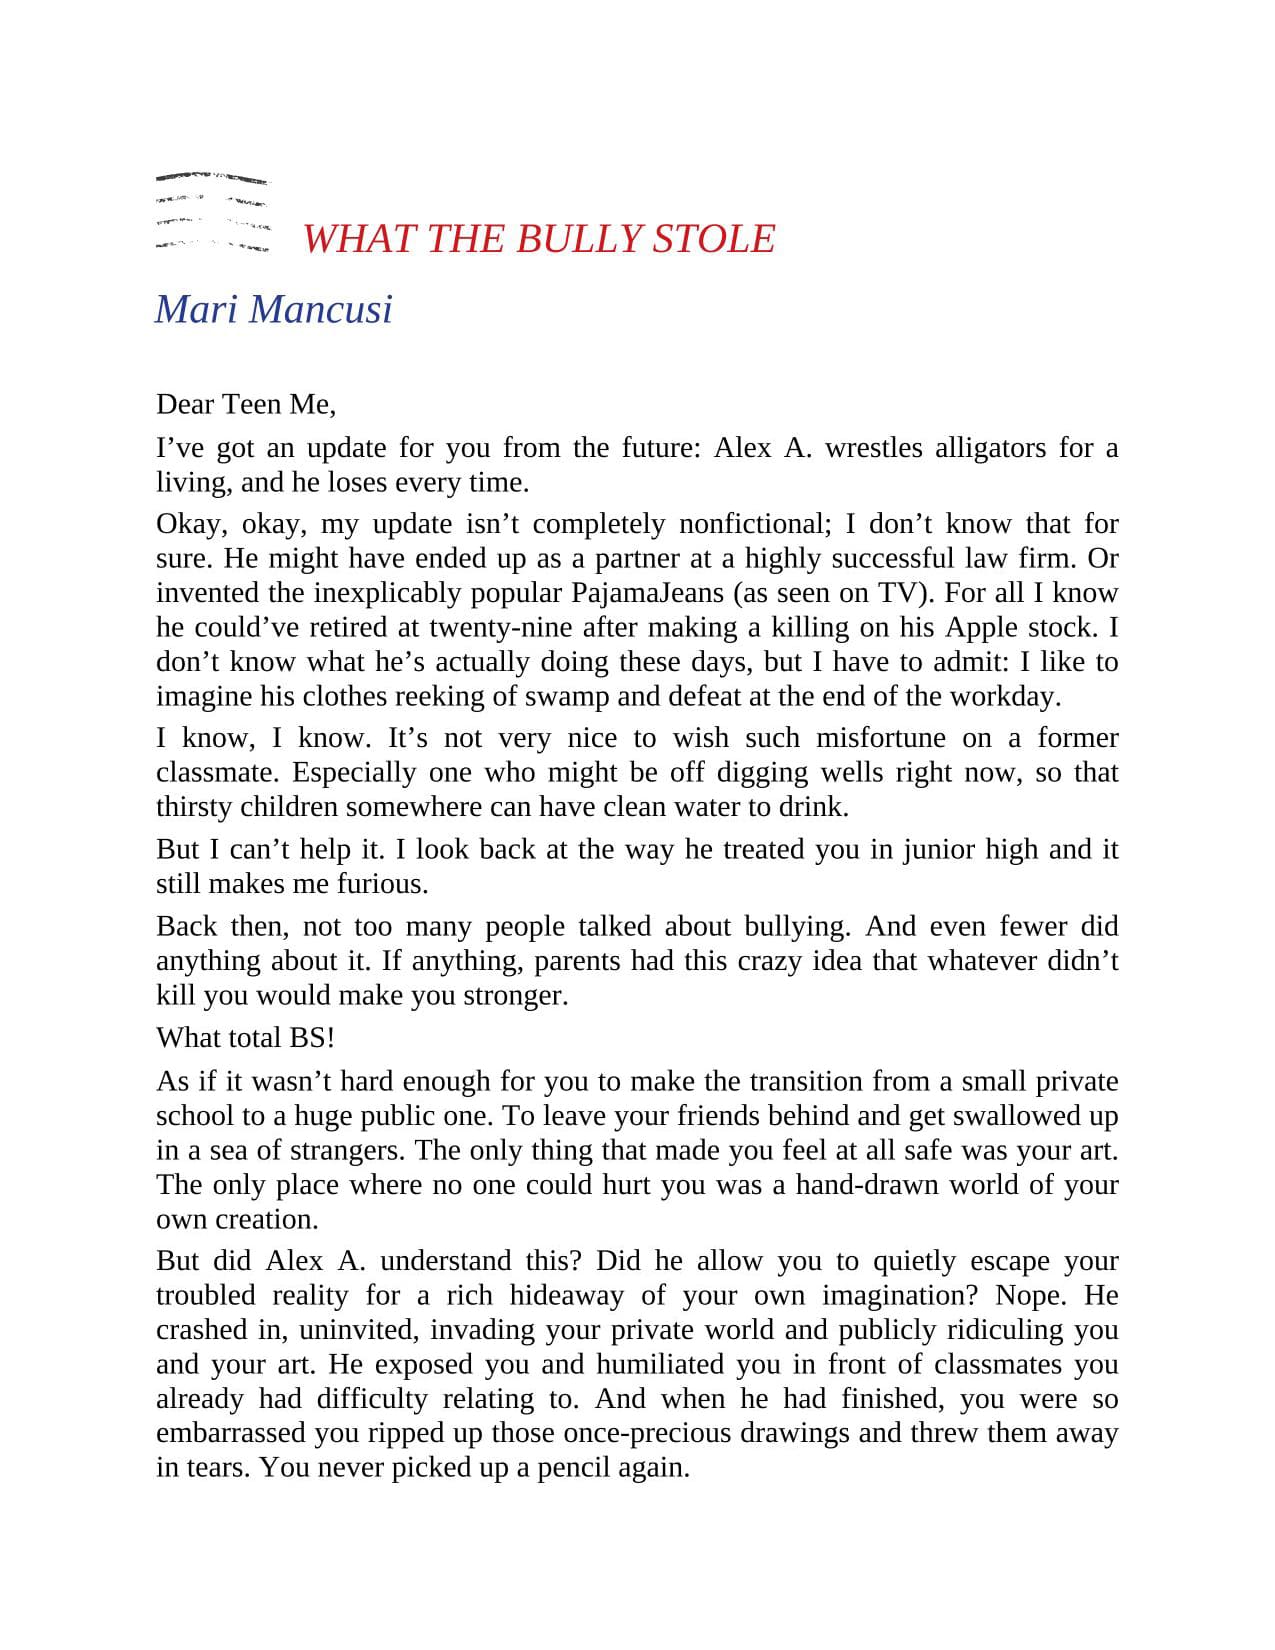 WHAT THE BULLY STOLE
Mari Mancusi
Dear Teen Me,
I’ve got an update for you from the future: Alex A. wrestles alligators for a
living, and he loses every time.
Okay, okay, my update isn’t completely nonfictional; I don’t know that for
sure. He might have ended up as a partner at a highly successful law firm. Or
invented the inexplicably popular PajamaJeans (as seen on TV). For all I know
he could’ve retired at twenty-nine after making a killing on his Apple stock. I
don’t know what he’s actually doing these days, but I have to admit: I like to
imagine his clothes reeking of swamp and defeat at the end of the workday.
I know, I know. It’s not very nice to wish such misfortune on a former
classmate. Especially one who might be off digging wells right now, so that
thirsty children somewhere can have clean water to drink.
But I can’t help it. I look back at the way he treated you in junior high and it
still makes me furious.
Back then, not too many people talked about bullying. And even fewer did
anything about it. If anything, parents had this crazy idea that whatever didn’t
kill you would make you stronger.
What total BS!
As if it wasn’t hard enough for you to make the transition from a small private
school to a huge public one. To leave your friends behind and get swallowed up
in a sea of strangers. The only thing that made you feel at all safe was your art.
The only place where no one could hurt you was a hand-drawn world of your
own creation.
But did Alex A. understand this? Did he allow you to quietly escape your
troubled reality for a rich hideaway of your own imagination? Nope. He
crashed in, uninvited, invading your private world and publicly ridiculing you
and your art. He exposed you and humiliated you in front of classmates you
already had difficulty relating to. And when he had finished, you were so
embarrassed you ripped up those once-precious drawings and threw them away
in tears. You never picked up a pencil again.